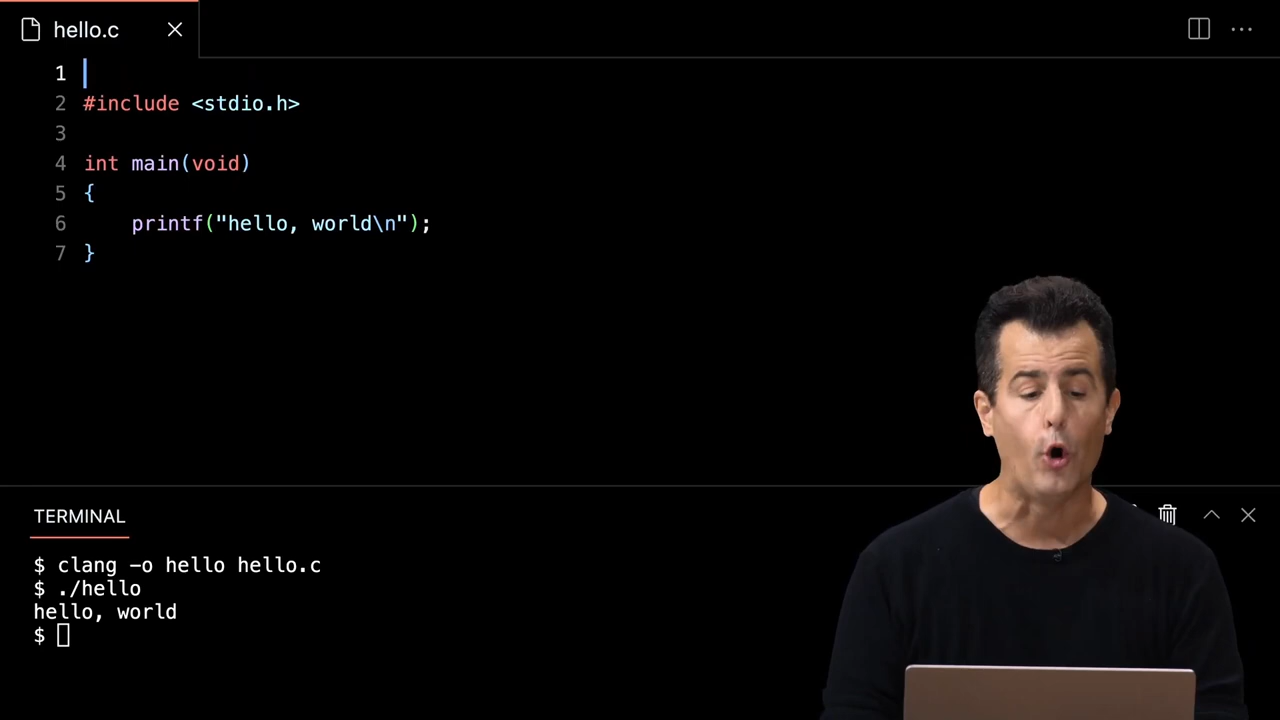 hello.c
1
2 #include <stdio.h>
3
4 int main(void)
5 {
6     printf("hello, world\n");
7 }
TERMINAL
$ clang -o hello hello.c
$ ./hello
hello, world
$